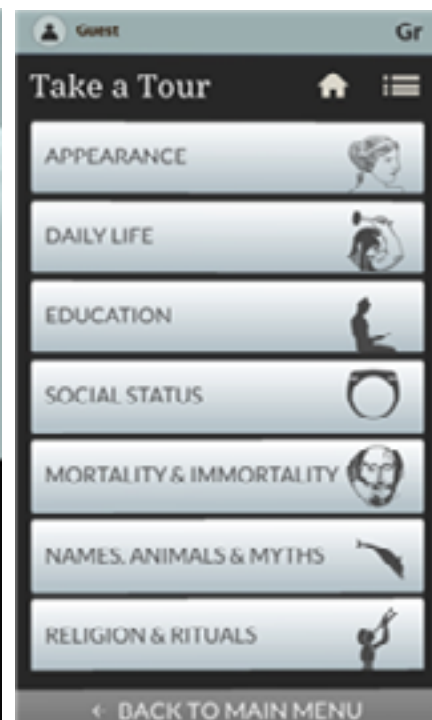 Guest
Gr
Take a Tour
APPEARANCE
DAILY LIFE
EDUCATION
SOCIAL STATUS
MORTALITY & IMMORTALITY
NAMES, ANIMALS & MYTHS
RELIGION & RITUALS
← BACK TO MAIN MENU